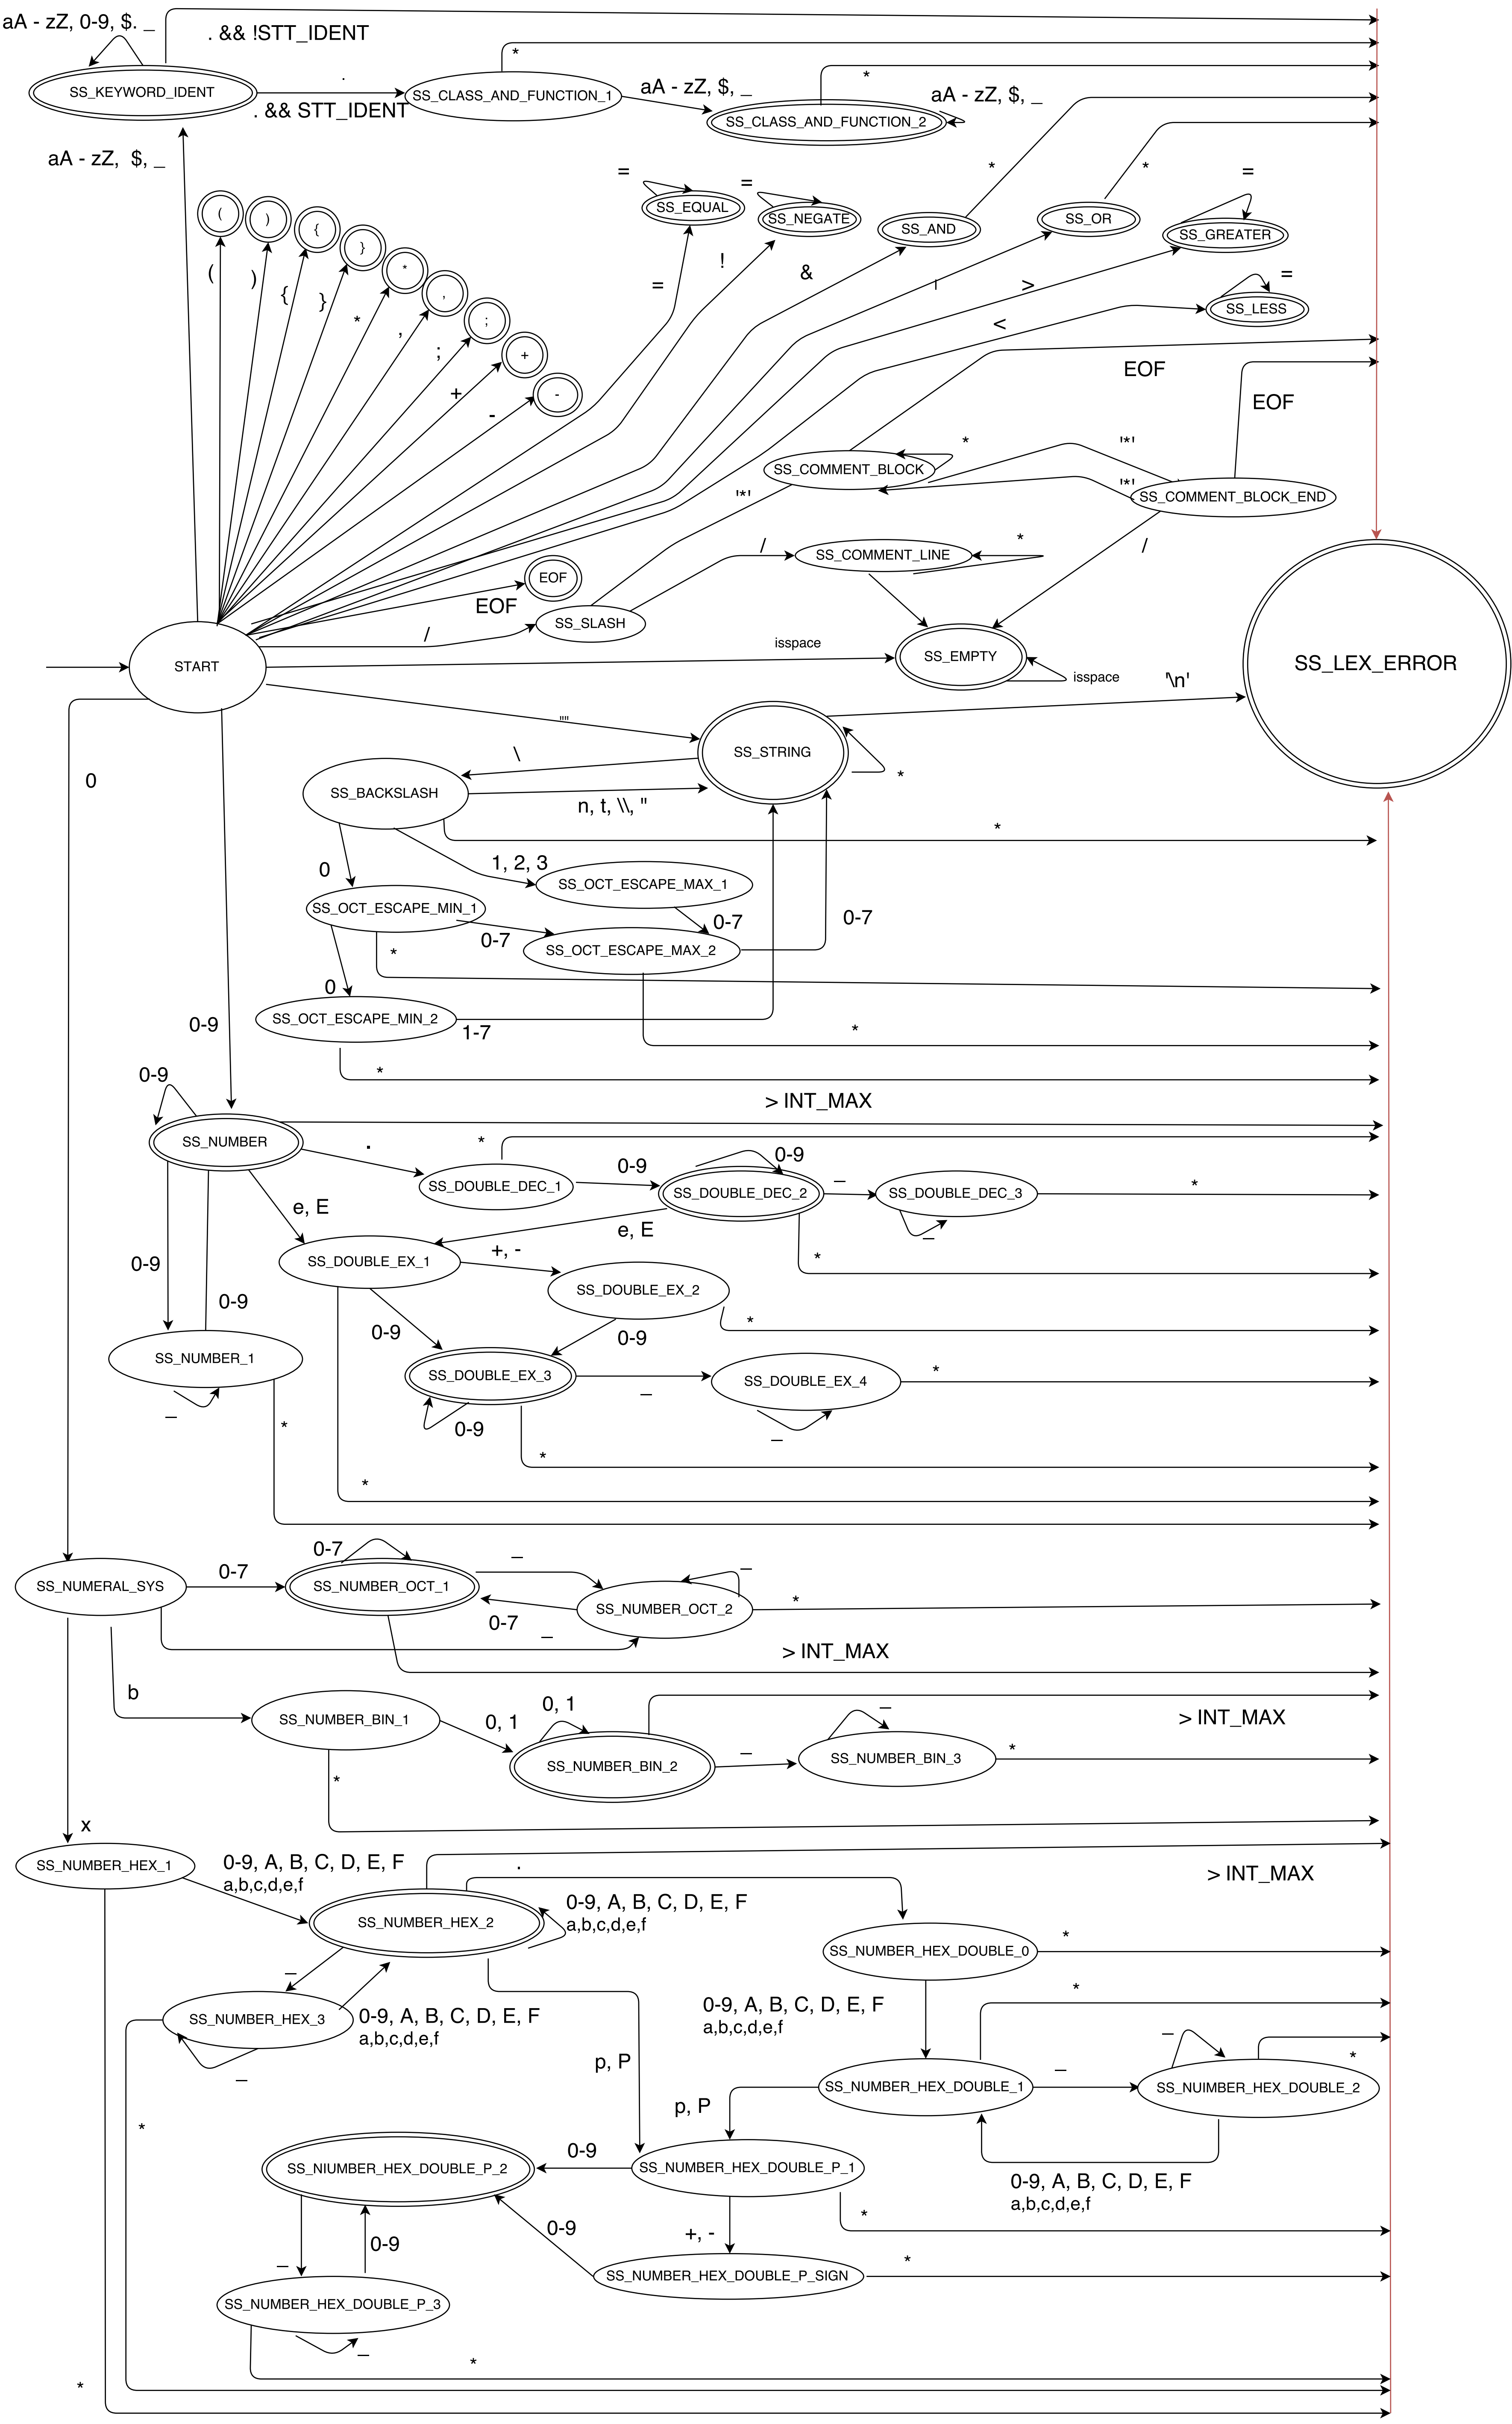 aA - zZ, 0-9, $. _
. && !STT_IDENT
*
SS_KEYWORD_IDENT
.
. && STT_IDENT
SS_CLASS_AND_FUNCTION_1
aA - zZ, $, _
*
SS_CLASS_AND_FUNCTION_2
aA - zZ, $, _
aA - zZ, $, _
(
)
{
}
*
,
;
+
-
(
)
{
}
*
,
;
+
-
=
SS_EQUAL
=
=
SS_NEGATE
!
*
SS_AND
&
*
SS_OR
|
=
SS_GREATER
>
=
SS_LESS
<
EOF
EOF
SS_COMMENT_BLOCK
*
'*'
'*'
'*'
SS_COMMENT_BLOCK_END
/
SS_COMMENT_LINE
*
/
EOF
EOF
SS_SLASH
/
START
isspace
SS_EMPTY
isspace
SS_LEX_ERROR
'\n'
""
SS_STRING
*
\
SS_BACKSLASH
n, t, \\, "
*
0
0
1, 2, 3
SS_OCT_ESCAPE_MAX_1
SS_OCT_ESCAPE_MIN_1
0-7
0-7
0-7
SS_OCT_ESCAPE_MAX_2
*
0
SS_OCT_ESCAPE_MIN_2
1-7
*
*
0-9
0-9
> INT_MAX
SS_NUMBER
.
*
SS_DOUBLE_DEC_1
0-9
0-9
SS_DOUBLE_DEC_2
_
SS_DOUBLE_DEC_3
_
*
e, E
e, E
*
SS_DOUBLE_EX_1
+, -
SS_DOUBLE_EX_2
*
0-9
0-9
0-9
0-9
SS_NUMBER_1
_
*
SS_DOUBLE_EX_3
0-9
_
SS_DOUBLE_EX_4
_
*
*
*
SS_NUMERAL_SYS
0-7
0-7
SS_NUMBER_OCT_1
_
_
SS_NUMBER_OCT_2
0-7
_
*
> INT_MAX
b
SS_NUMBER_BIN_1
0, 1
0, 1
SS_NUMBER_BIN_2
_
_
SS_NUMBER_BIN_3
*
> INT_MAX
*
x
SS_NUMBER_HEX_1
0-9, A, B, C, D, E, F
a,b,c,d,e,f
.
> INT_MAX
SS_NUMBER_HEX_2
0-9, A, B, C, D, E, F
a,b,c,d,e,f
SS_NUMBER_HEX_DOUBLE_0
*
_
SS_NUMBER_HEX_3
0-9, A, B, C, D, E, F
a,b,c,d,e,f
_
0-9, A, B, C, D, E, F
a,b,c,d,e,f
*
p, P
SS_NUMBER_HEX_DOUBLE_1
_
_
SS_NUIMBER_HEX_DOUBLE_2
*
p, P
*
0-9, A, B, C, D, E, F
a,b,c,d,e,f
SS_NIUMBER_HEX_DOUBLE_P_2
0-9
SS_NUMBER_HEX_DOUBLE_P_1
*
+, -
0-9
0-9
_
SS_NUMBER_HEX_DOUBLE_P_SIGN
*
SS_NUMBER_HEX_DOUBLE_P_3
_
*
*